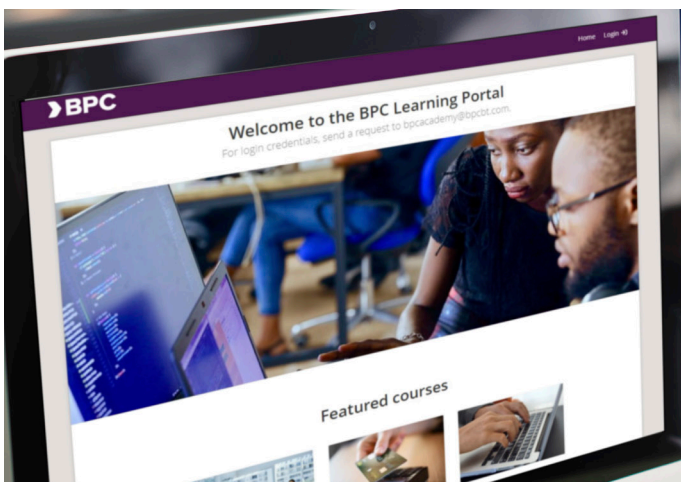 Home Login
BPC
Welcome to the BPC Learning Portal
For login credentials, send a request to bpcacademy@bpcbt.com.
Featured courses